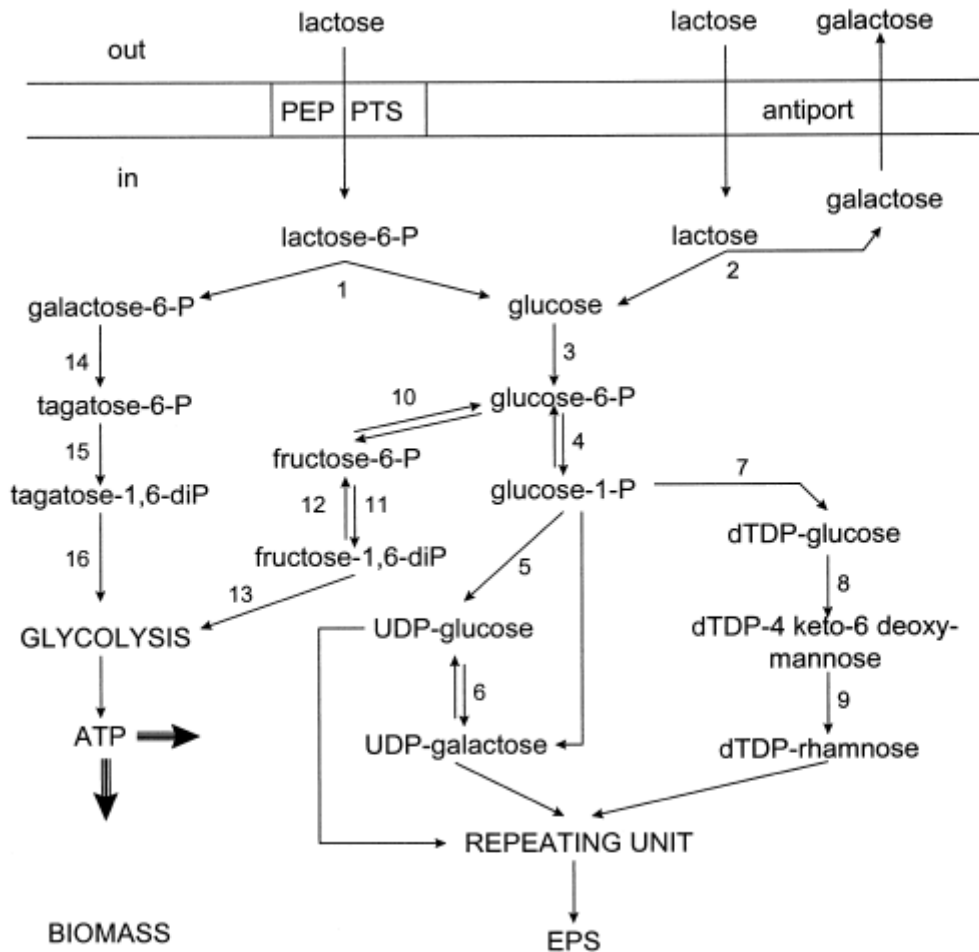 lactose
lactose
galactose
out
PEP
PTS
antiport
in
galactose
lactose-6-P
lactose
2
1
galactose-6-P
glucose
14
3
10
tagatose-6-P
glucose-6-P
15
fructose-6-P
4
7
tagatose-1,6-diP
12
11
glucose-1-P
dTDP-glucose
16
fructose-1,6-diP
5
8
13
GLYCOLYSIS
UDP-glucose
dTDP-4 keto-6 deoxy-
mannose
6
9
ATP
UDP-galactose
dTDP-rhamnose
REPEATING UNIT
BIOMASS
EPS